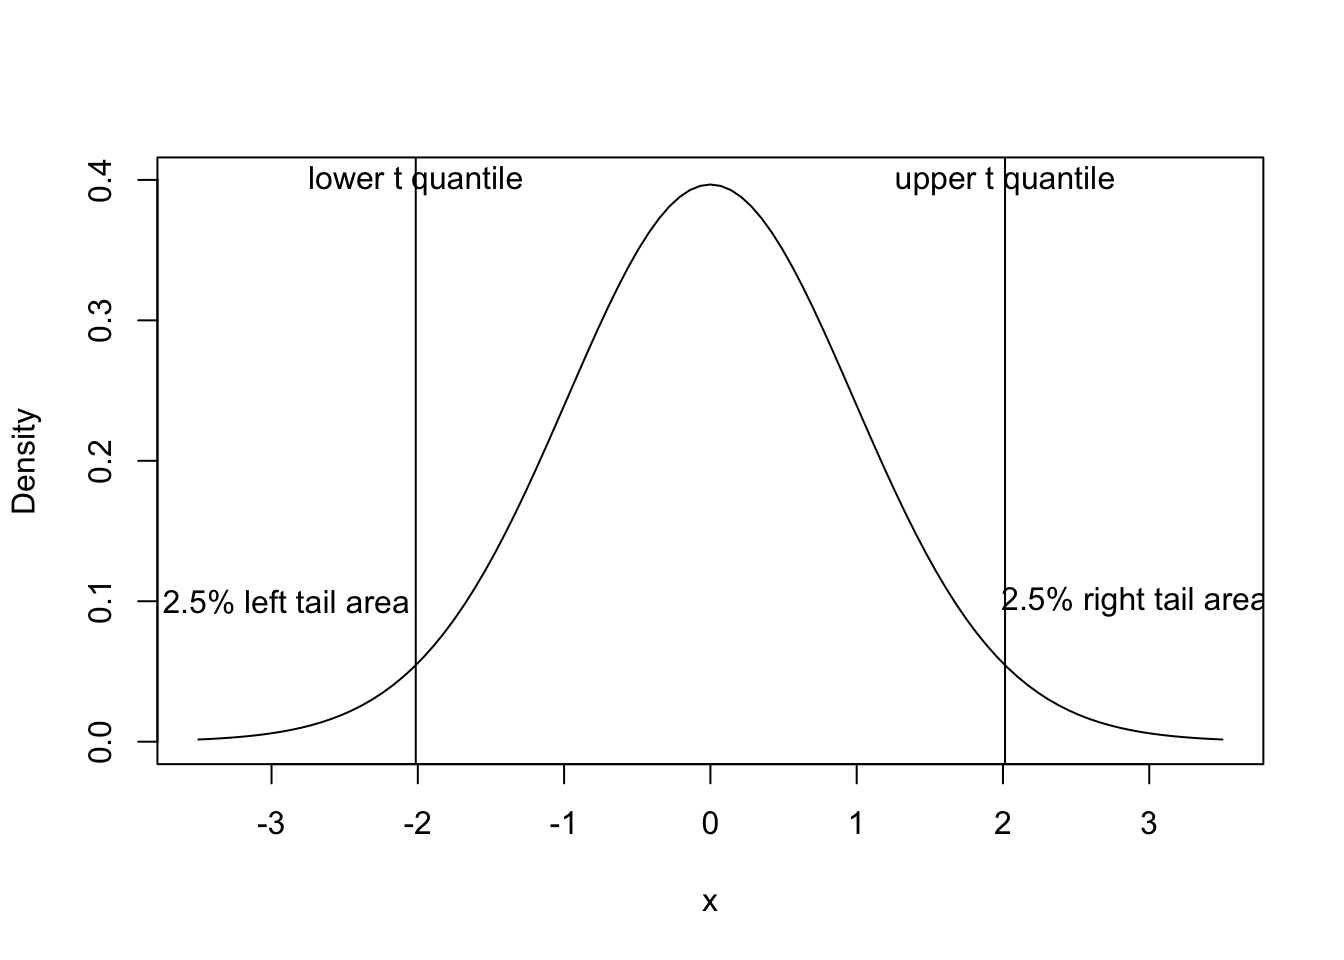 lower t quantile
upper t quantile
2.5% left tail area
2.5% right tail area
Density
0.4
0.3
0.2
0.1
0.0
-3 -2 -1 0 1 2 3
x